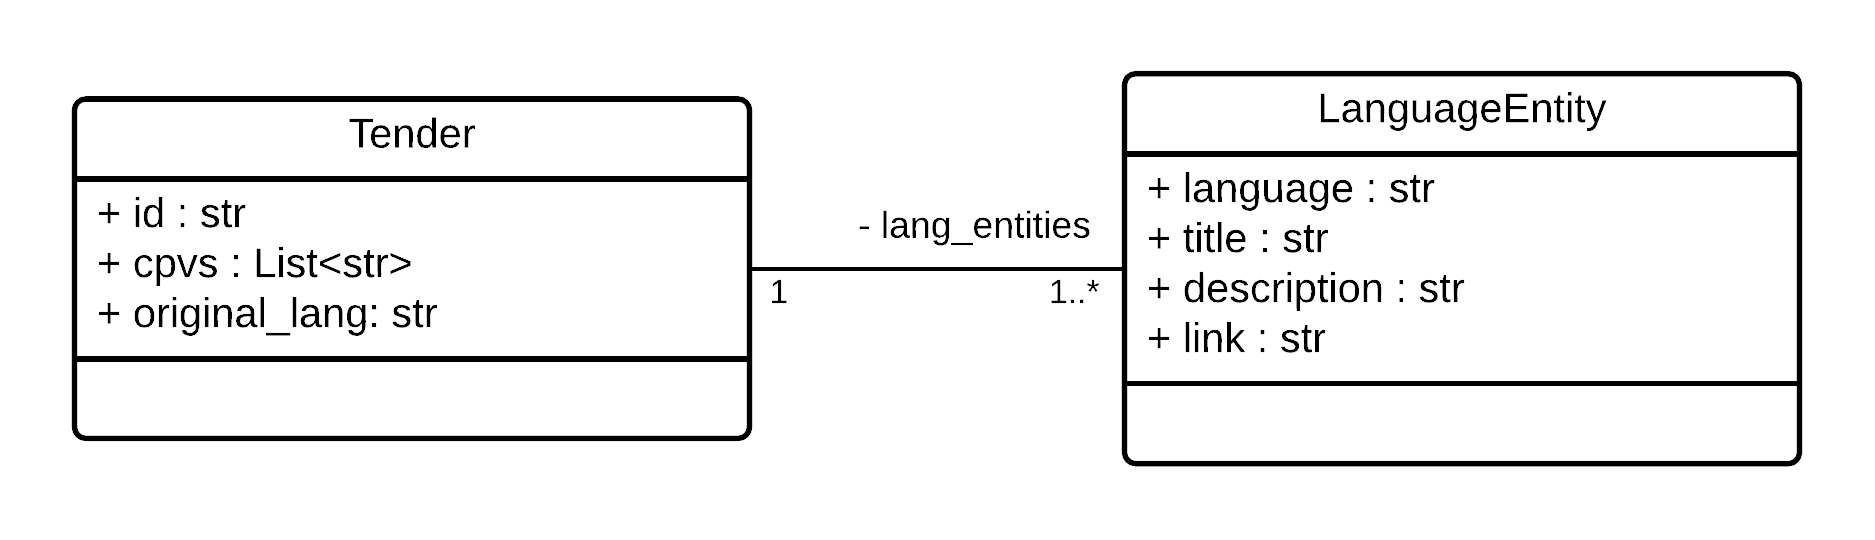 Tender
+ id : str
+ cpvs : List<str>
+ original_lang: str
- lang_entities
1
1..*
LanguageEntity
+ language : str
+ title : str
+ description : str
+ link : str